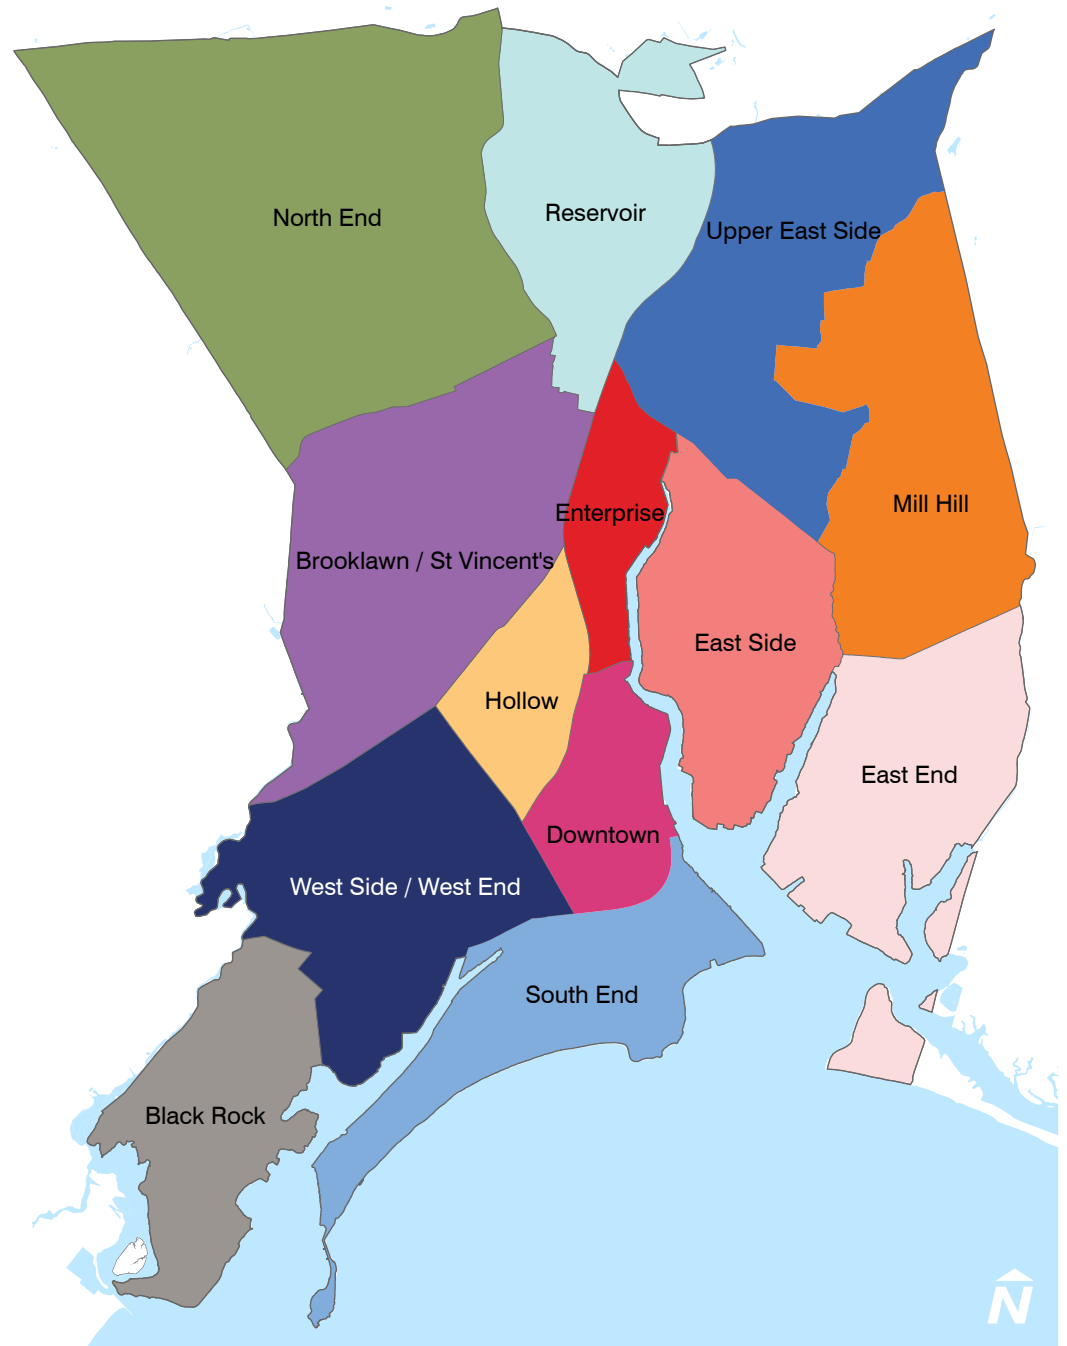 North End
Reservoir
Upper East Side
Mill Hill
Enterprise
Brooklawn / St Vincent's
East Side
Hollow
East End
Downtown
West Side / West End
South End
Black Rock
N